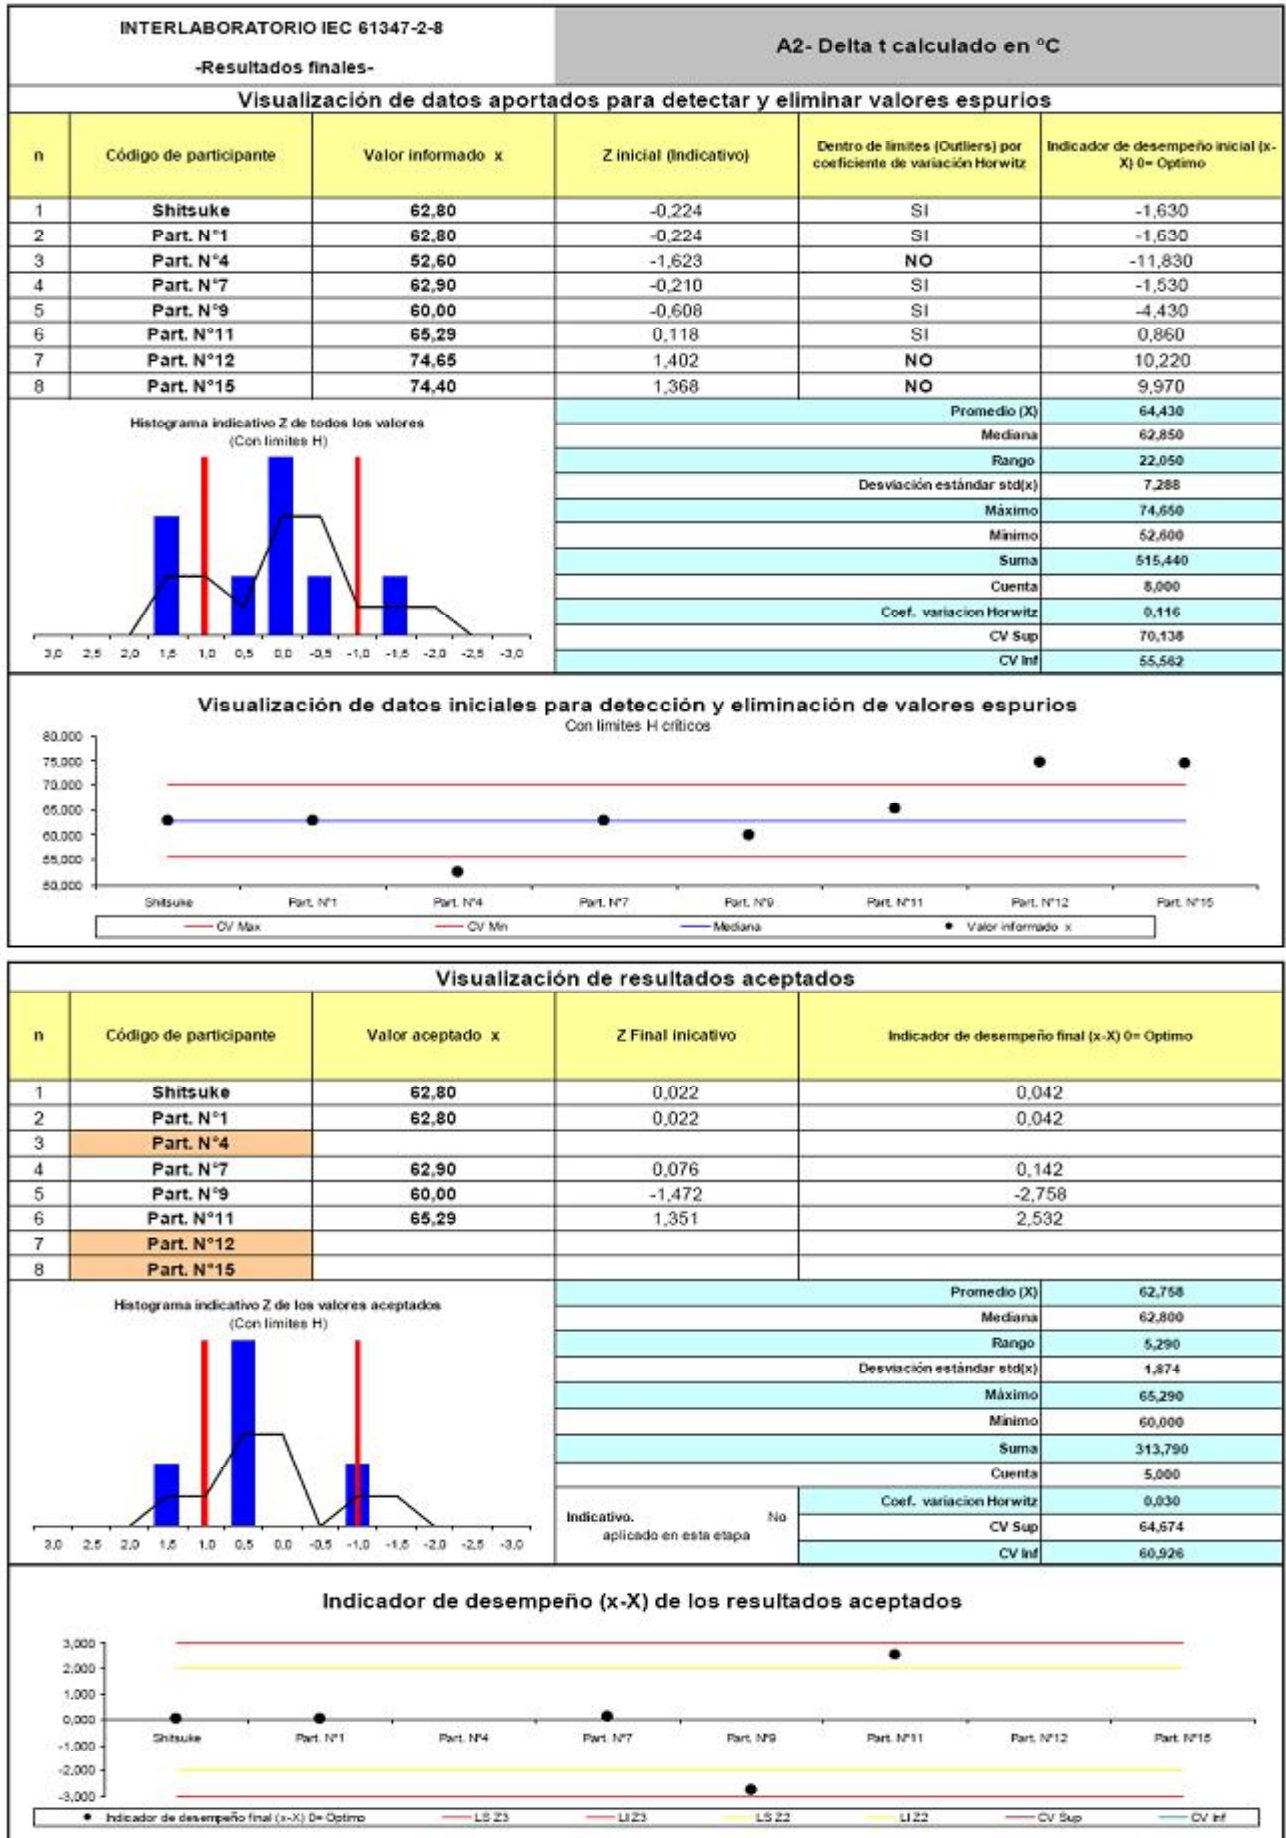 INTERLABORATORIO IEC 61347-2-8
-Resultados finales-
A2- Delta t calculado en °C
Visualización de datos aportados para detectar y eliminar valores espurios
n Código de participante Valor informado x Z inicial (Indicativo) Dentro de limites (Outliers) por coeficiente de variación Horwitz Indicador de desempeño inicial (x-X) 0= Optimo
1 Shitsuke 62,80 -0,224 SI -1,630
2 Part. N°1 62,80 -0,224 SI -1,630
3 Part. N°4 52,60 -1,623 NO -11,830
4 Part. N°7 62,90 -0,210 SI -1,530
5 Part. N°9 60,00 -0,608 SI -4,430
6 Part. N°11 65,29 0,118 SI 0,860
7 Part. N°12 74,65 1,402 NO 10,220
8 Part. N°15 74,40 1,368 NO 9,970
Histograma indicativo Z de todos los valores
(Con limites H)
3,0 2,5 2,0 1,5 1,0 0,5 0,0 -0,5 -1,0 -1,5 -2,0 -2,5 -3,0
Promedio (X) 64,430
Mediana 62,850
Rango 22,050
Desviación estándar std(x) 7,288
Máximo 74,650
Mínimo 52,600
Suma 515,440
Cuenta 8,000
Coef. variacion Horwitz 0,116
CV Sup 70,138
CV Inf 55,562
Visualización de datos iniciales para detección y eliminación de valores espurios
Con limites H críticos
80,000
75,000
70,000
65,000
60,000
55,000
50,000
Shitsuke Part. N°1 Part. N°4 Part. N°7 Part. N°9 Part. N°11 Part. N°12 Part. N°15
CV Max CV Min Mediana Valor informado x
Visualización de resultados aceptados
n Código de participante Valor aceptado x Z Final inicativo Indicador de desempeño final (x-X) 0= Optimo
1 Shitsuke 62,80 0,022 0,042
2 Part. N°1 62,80 0,022 0,042
3 Part. N°4
4 Part. N°7 62,90 0,076 0,142
5 Part. N°9 60,00 -1,472 -2,758
6 Part. N°11 65,29 1,351 2,532
7 Part. N°12
8 Part. N°15
Histograma indicativo Z de los valores aceptados
(Con limites H)
3,0 2,5 2,0 1,5 1,0 0,5 0,0 -0,5 -1,0 -1,5 -2,0 -2,5 -3,0
Promedio (X) 62,758
Mediana 62,800
Rango 5,290
Desviación estándar std(x) 1,874
Máximo 65,290
Mínimo 60,000
Suma 313,790
Cuenta 5,000
Indicativo. No
aplicado en esta etapa
Coef. variacion Horwitz 0,030
CV Sup 64,674
CV Inf 60,926
Indicador de desempeño (x-X) de los resultados aceptados
3,000
2,000
1,000
0,000
-1,000
-2,000
-3,000
Shitsuke Part. N°1 Part. N°4 Part. N°7 Part. N°9 Part. N°11 Part. N°12 Part. N°15
Indicador de desempeño final (x-X) 0= Optimo LS Z3 LI Z3 LS Z2 LI Z2 CV Sup CV Inf